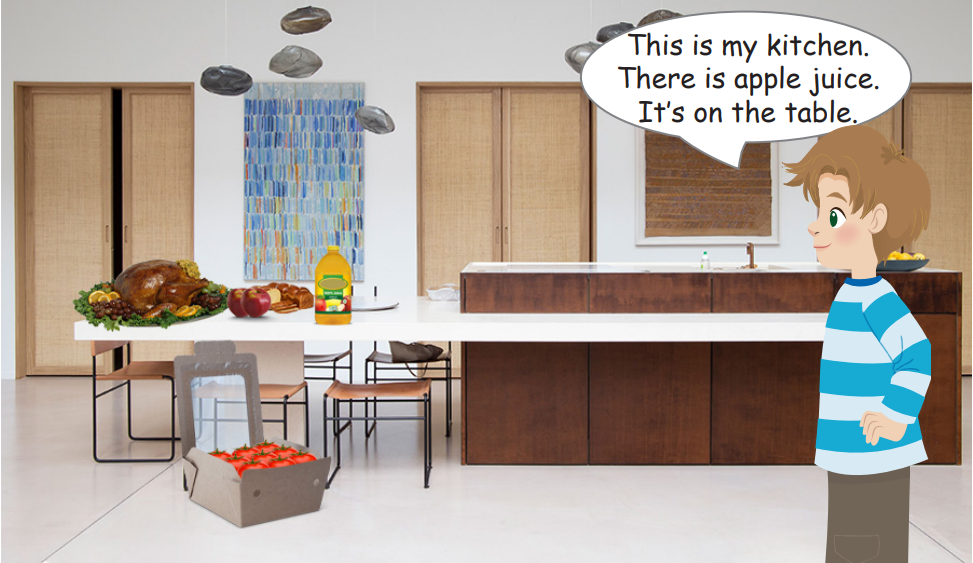 This is my kitchen.
There is apple juice.
It's on the table.